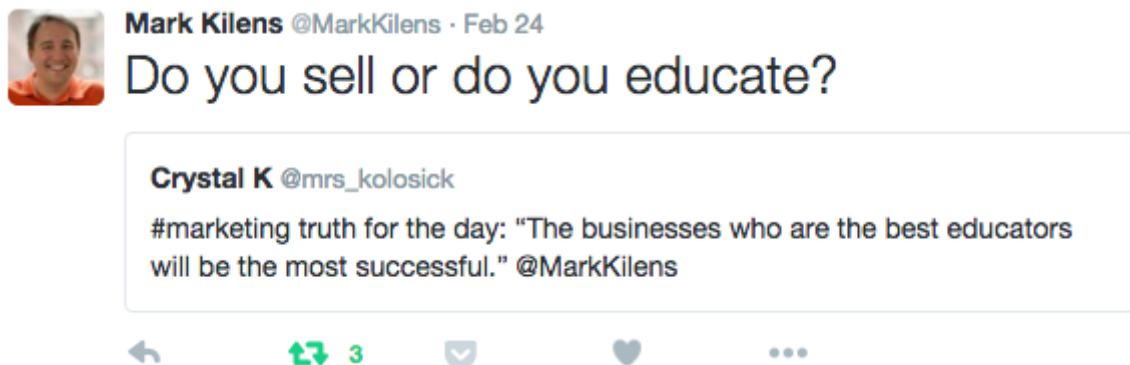 Mark Kilens @MarkKilens · Feb 24
Do you sell or do you educate?
Crystal K @mrs_kolosick
#marketing truth for the day: “The businesses who are the best educators
will be the most successful.” @MarkKilens
3